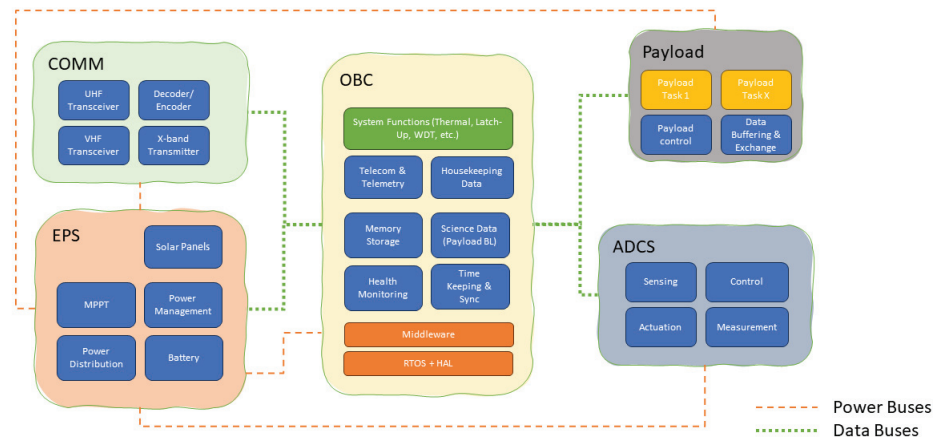 COMM
UHF
Transceiver
Decoder/
Encoder
VHF
Transceiver
X-band
Transmitter
EPS
Solar Panels
MPPT
Power
Management
Power
Distribution
Battery
OBC
System Functions (Thermal, Latch-
Up, WDT, etc.)
Telecom &
Telemetry
Housekeeping
Data
Memory
Storage
Science Data
(Payload BL)
Health
Monitoring
Time
Keeping &
Sync
Middleware
RTOS + HAL
Payload
Payload
Task 1
Payload
Task X
Payload
control
Data
Buffering &
Exchange
ADCS
Sensing
Control
Actuation
Measurement
Power Buses
Data Buses